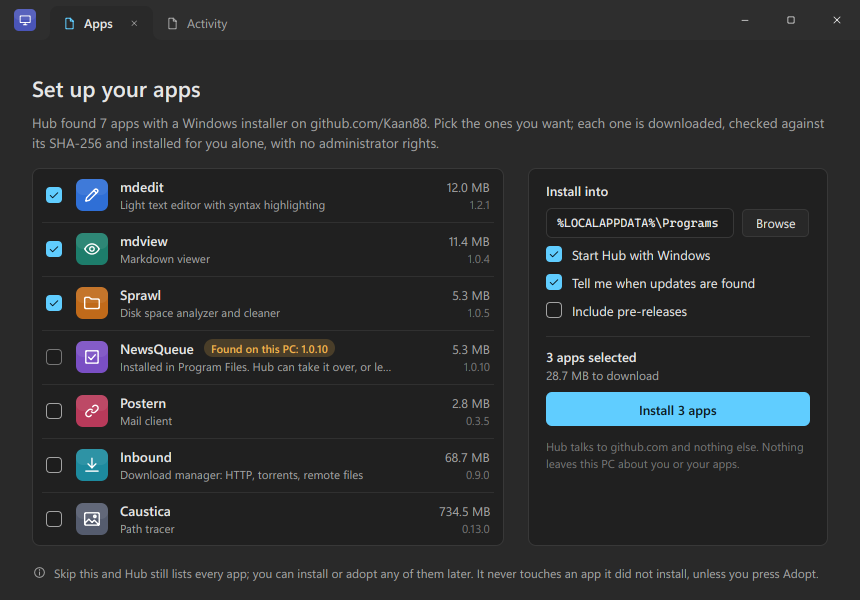 Apps
Activity
Set up your apps
Hub found 7 apps with a Windows installer on github.com/Kaan88. Pick the ones you want; each one is downloaded, checked against
its SHA-256 and installed for you alone, with no administrator rights.
mdedit
12.0 MB
Light text editor with syntax highlighting
1.2.1
mdview
11.4 MB
Markdown viewer
1.0.4
Sprawl
5.3 MB
Disk space analyzer and cleaner
1.0.5
NewsQueue
Found on this PC: 1.0.10
5.3 MB
Installed in Program Files. Hub can take it over, or le...
1.0.10
Postern
2.8 MB
Mail client
0.3.5
Inbound
68.7 MB
Download manager: HTTP, torrents, remote files
0.9.0
Caustica
734.5 MB
Path tracer
0.13.0
Install into
%LOCALAPPDATA%\Programs
Browse
Start Hub with Windows
Tell me when updates are found
Include pre-releases
3 apps selected
28.7 MB to download
Install 3 apps
Hub talks to github.com and nothing else. Nothing
leaves this PC about you or your apps.
Skip this and Hub still lists every app; you can install or adopt any of them later. It never touches an app it did not install, unless you press Adopt.